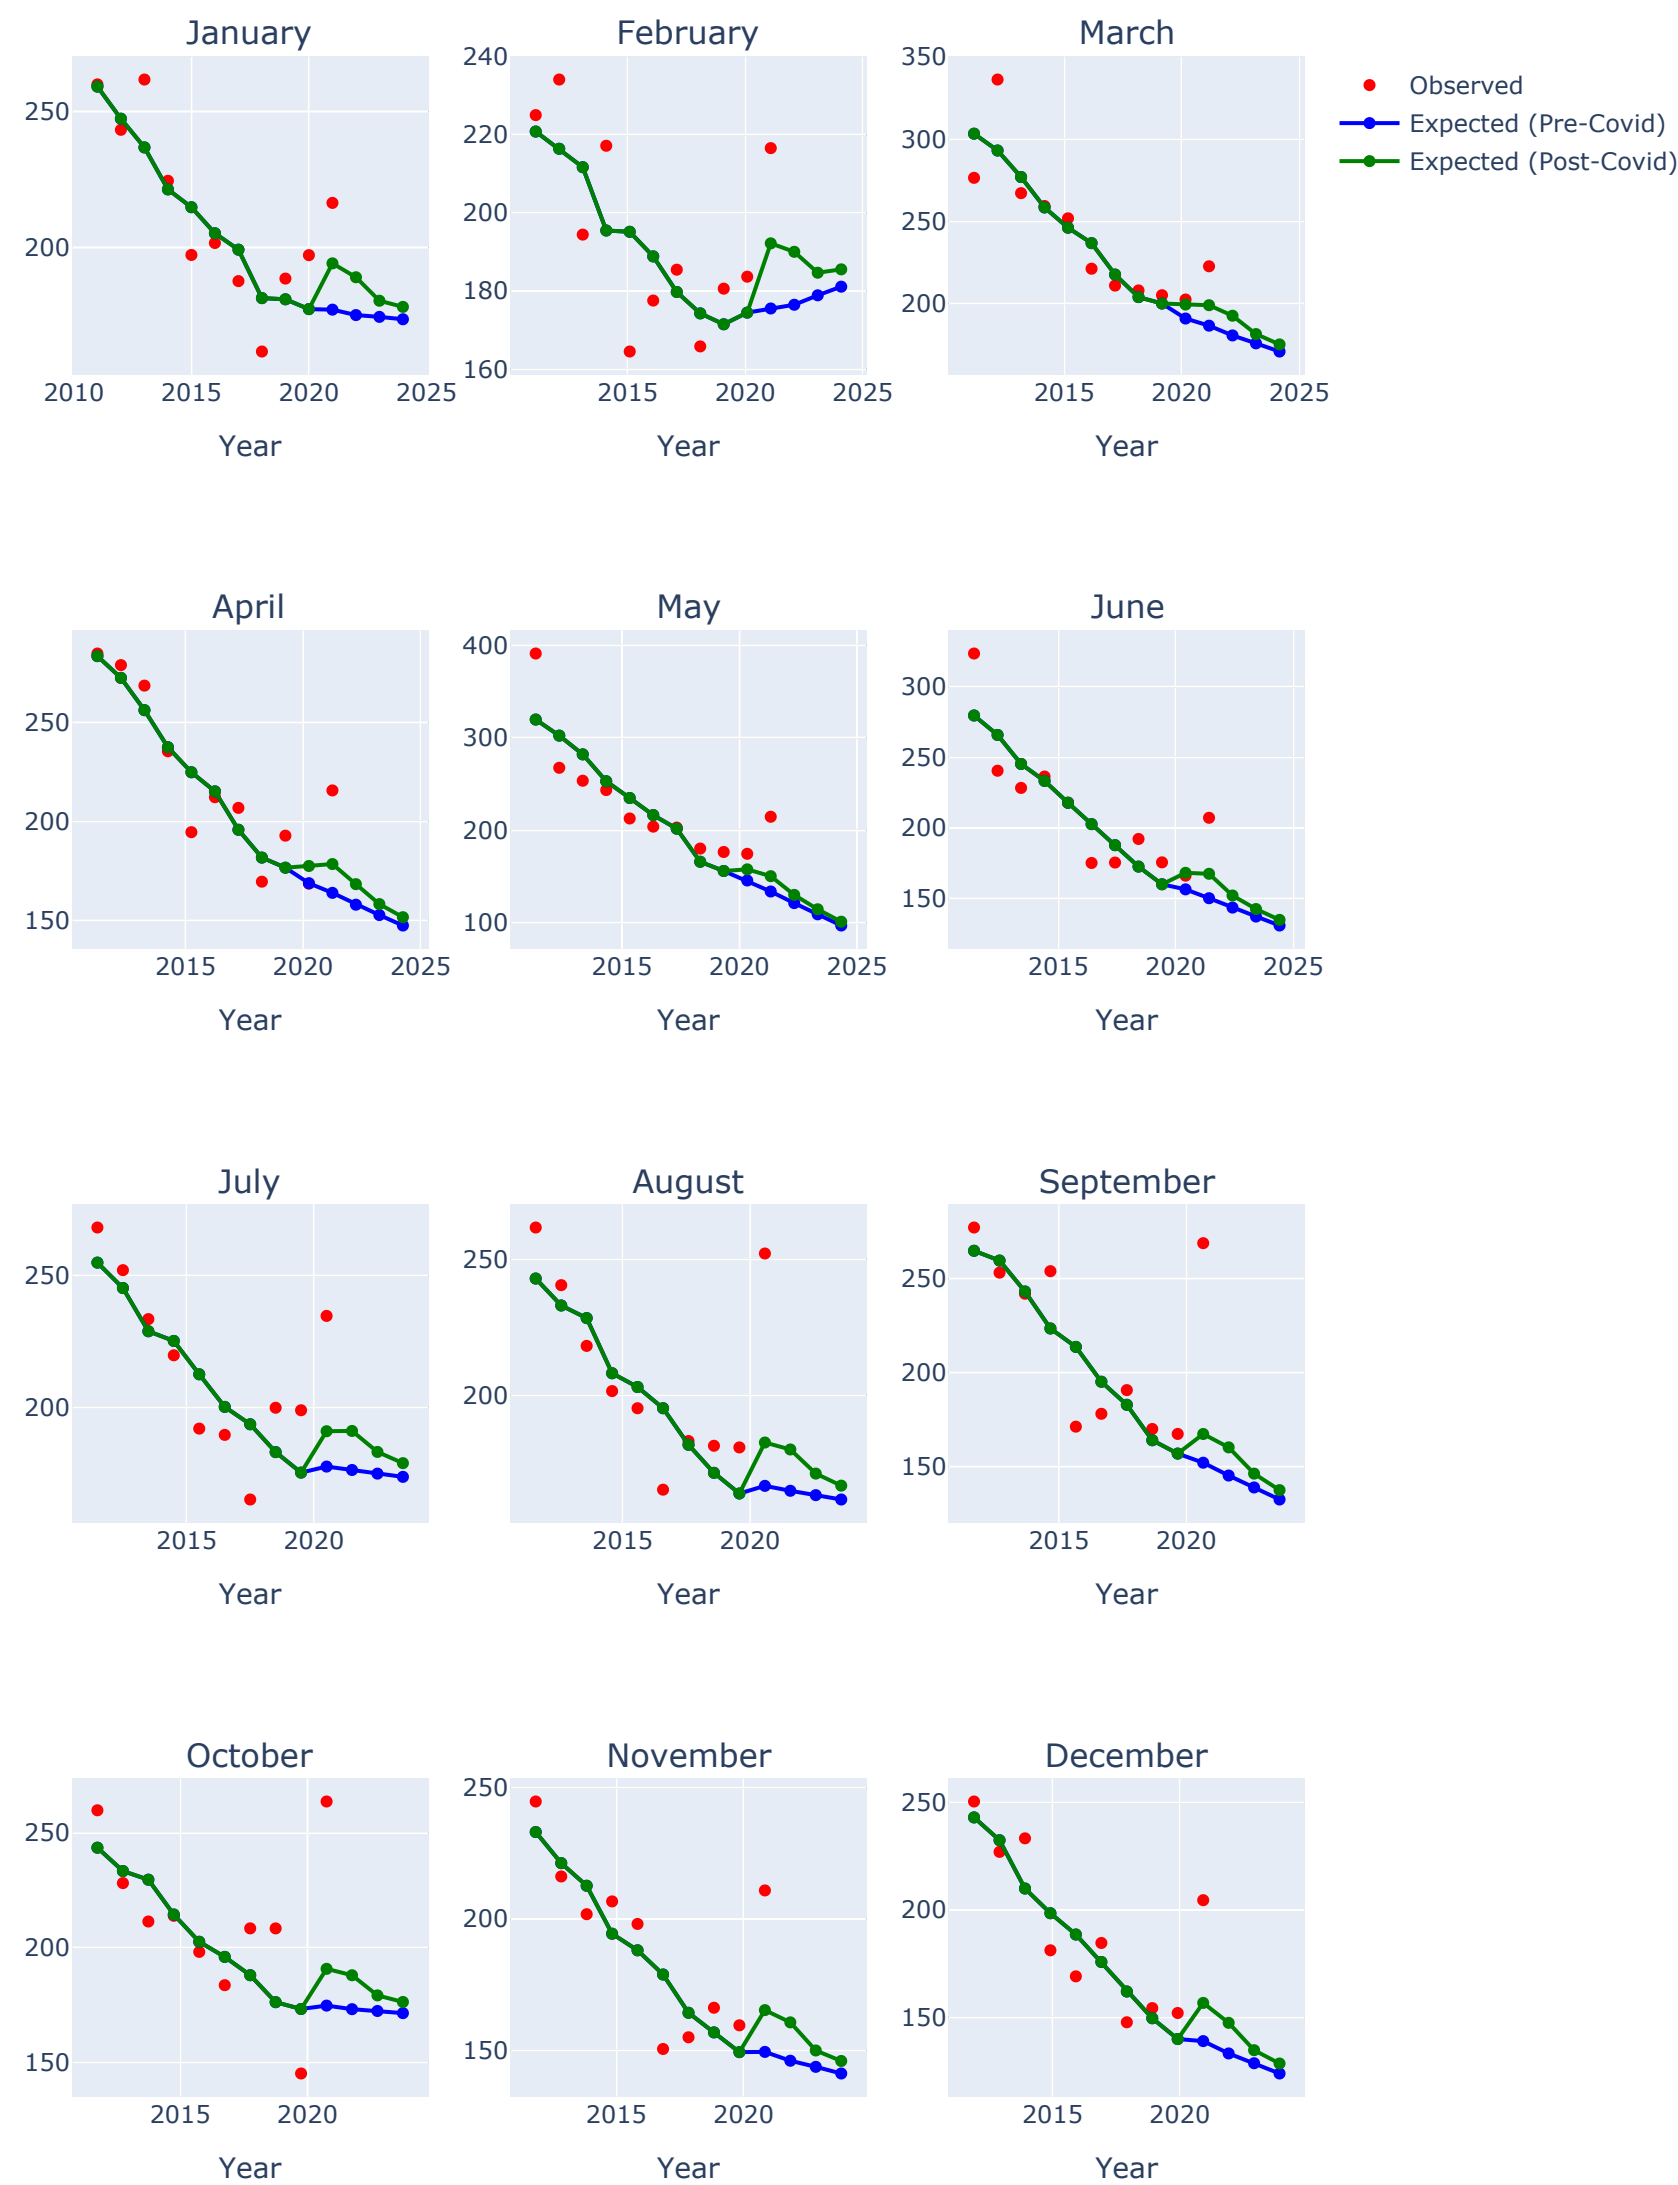 January
250
200
2010 2015 2020 2025
Year
February
240
220
200
180
160
2015 2020 2025
Year
March
350
300
250
200
2015 2020 2025
Year
Observed
Expected (Pre-Covid)
Expected (Post-Covid)
April
250
200
150
2015 2020 2025
Year
May
400
300
200
100
2015 2020 2025
Year
June
300
250
200
150
2015 2020 2025
Year
July
250
200
2015 2020
Year
August
250
200
2015 2020
Year
September
250
200
150
2015 2020
Year
October
250
200
150
2015 2020
Year
November
250
200
150
2015 2020
Year
December
250
200
150
2015 2020
Year